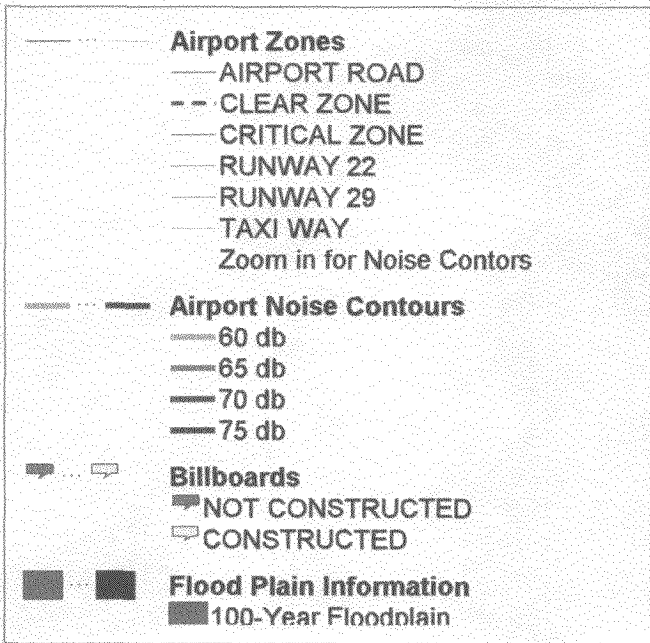 Airport Zones
AIRPORT ROAD
CLEAR ZONE
CRITICAL ZONE
RUNWAY 22
RUNWAY 29
TAXI WAY
Zoom in for Noise Contors
Airport Noise Contours
60 db
65 db
70 db
75 db
Billboards
NOT CONSTRUCTED
CONSTRUCTED
Flood Plain Information
100-Year Floodplain